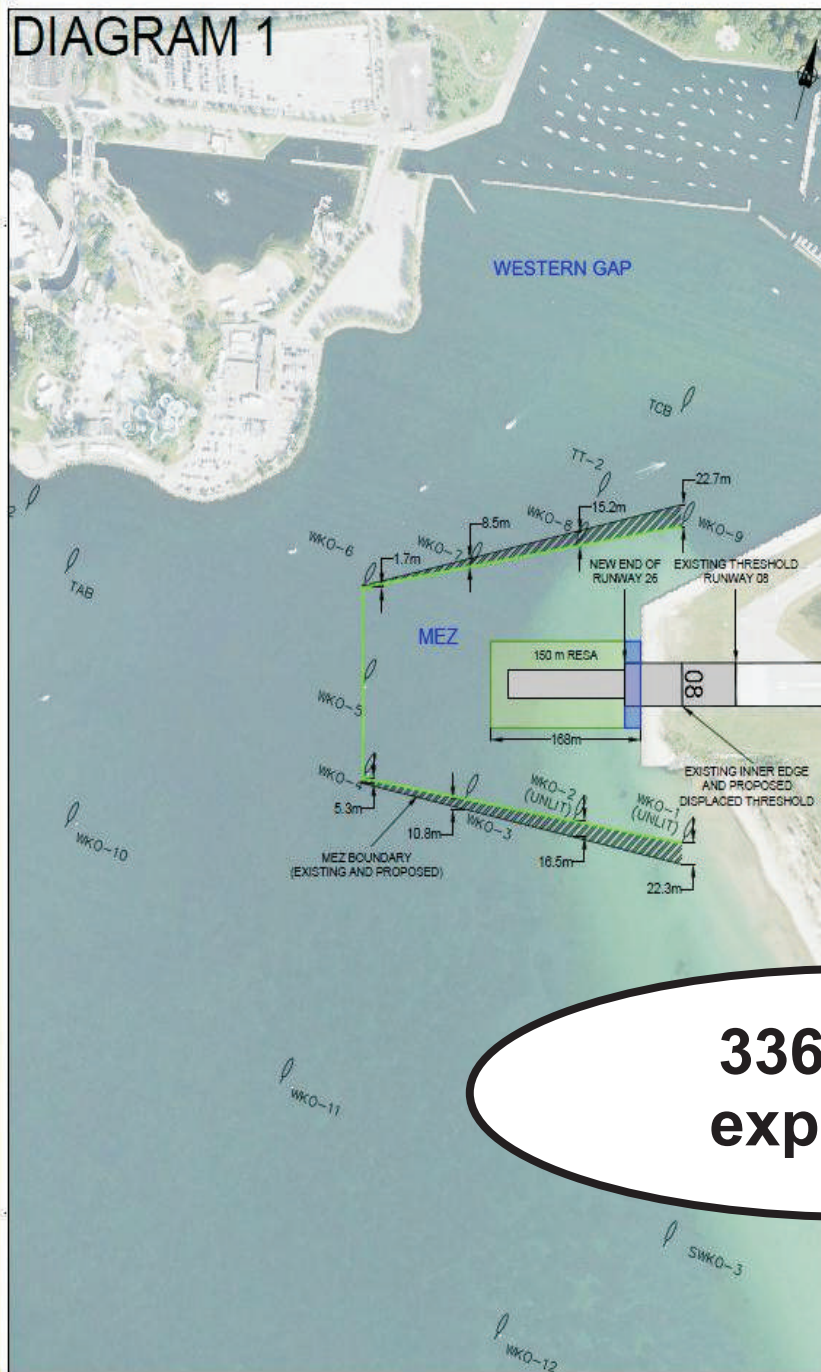 DIAGRAM 1
WESTERN GAP
TCB
TT-2
22.7m
15.2m
WKO-8
WKO-9
8.5m
WKO-7
WKO-6
1.7m
2
TAB
NEW END OF
RUNWAY 26
EXISTING THRESHOLD
RUNWAY 08
MEZ
150 m RESA
08
WKO-5
168m
WKO-4
5.3m
WKO-2
(UNLIT)
WKO-1
(UNLIT)
EXISTING INNER EDGE
AND PROPOSED
DISPLACED THRESHOLD
WKO-10
10.8m
WKO-3
MEZ BOUNDARY
(EXISTING AND PROPOSED)
16.5m
22.3m
336
exp
WKO-11
SWKO-3
WKO-12